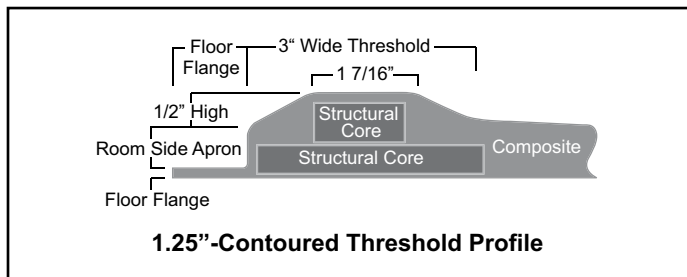 Floor
Flange
3“ Wide Threshold
1 7/16”
1/2” High
Structural
Core
Room Side Apron
Structural Core
Composite
Floor Flange
1.25”-Contoured Threshold Profile